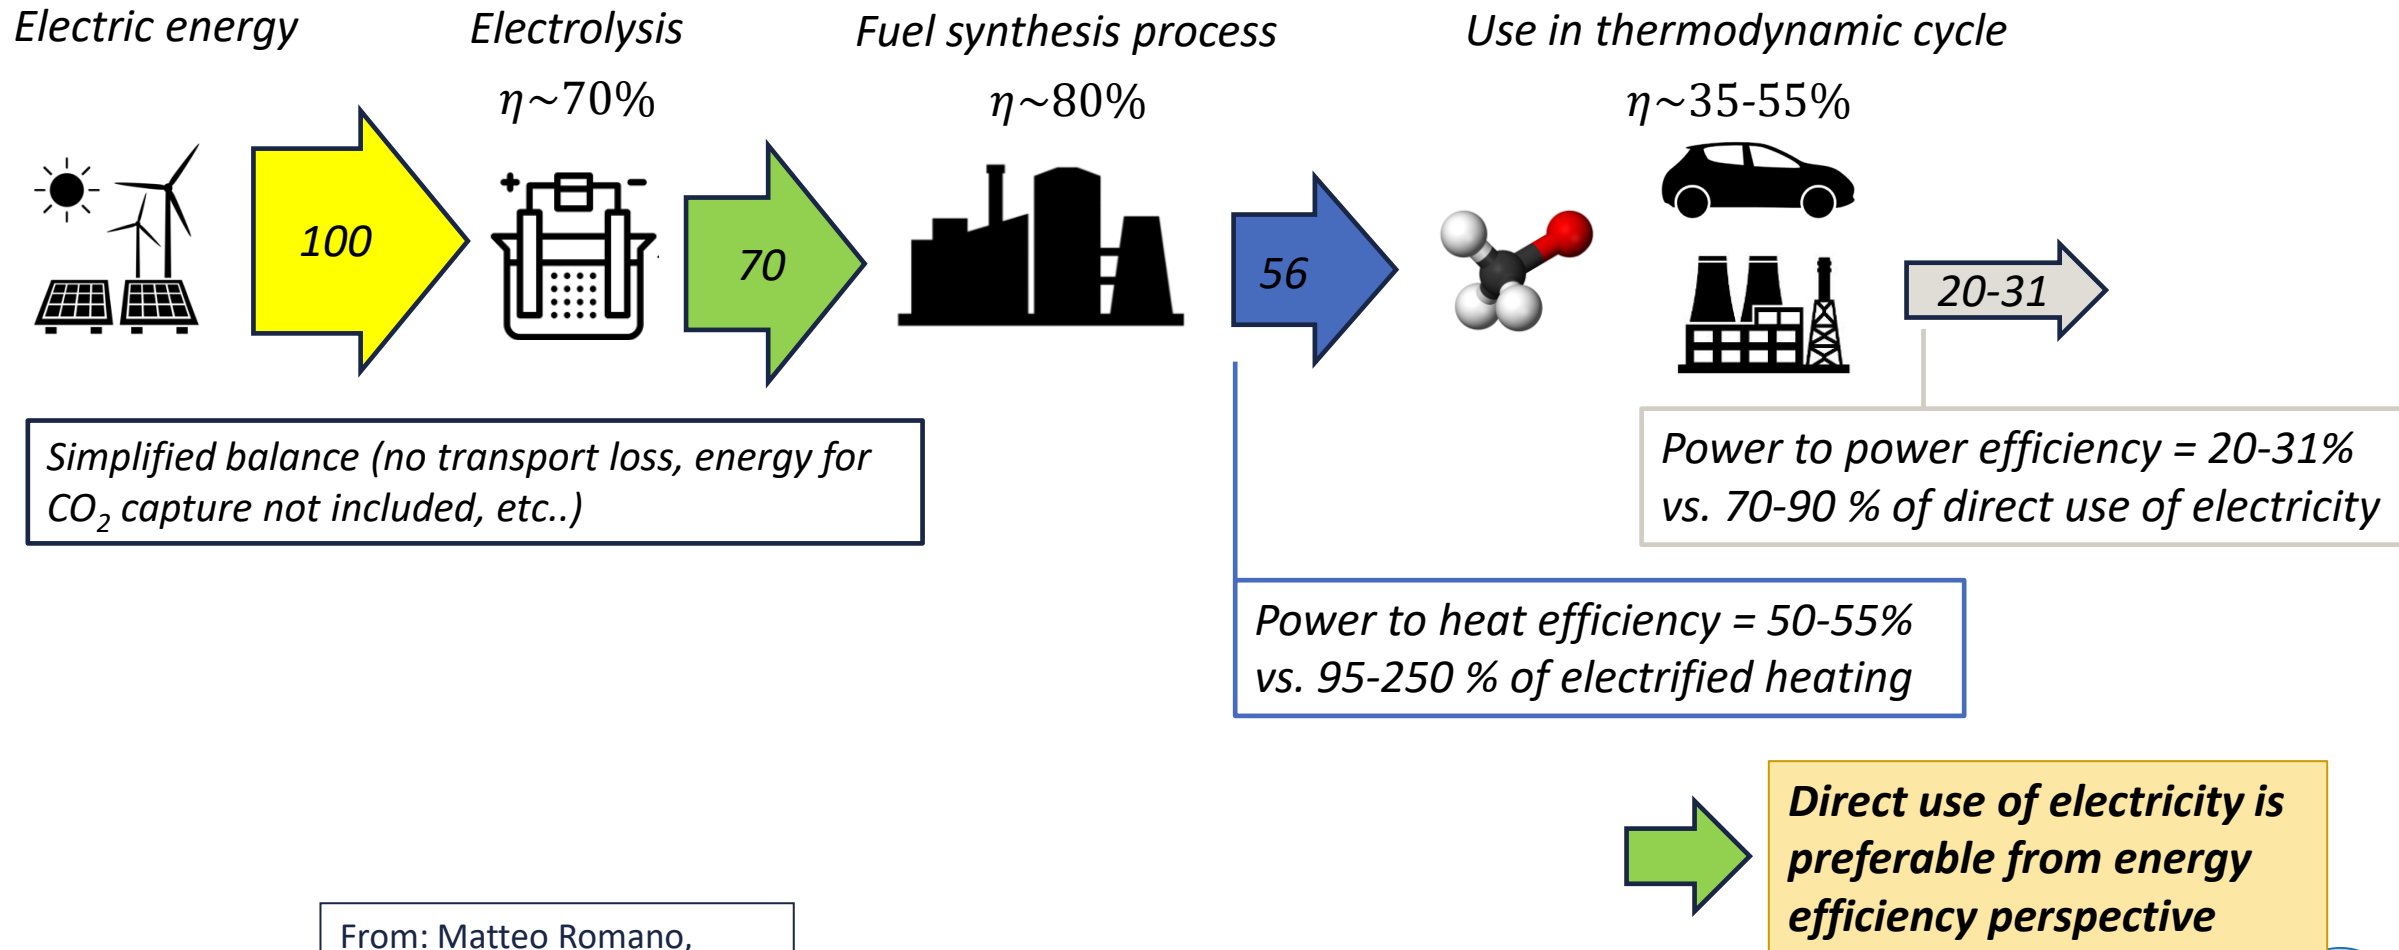 Electric energy
Electrolysis
Fuel synthesis process
Use in thermodynamic cycle
η~70%
η~80%
η~35-55%
+
−
100
70
56
20-31
Simplified balance (no transport loss, energy for
CO₂ capture not included, etc..)
Power to power efficiency = 20-31%
vs. 70-90 % of direct use of electricity
Power to heat efficiency = 50-55%
vs. 95-250 % of electrified heating
Direct use of electricity is
preferable from energy
efficiency perspective
From: Matteo Romano,